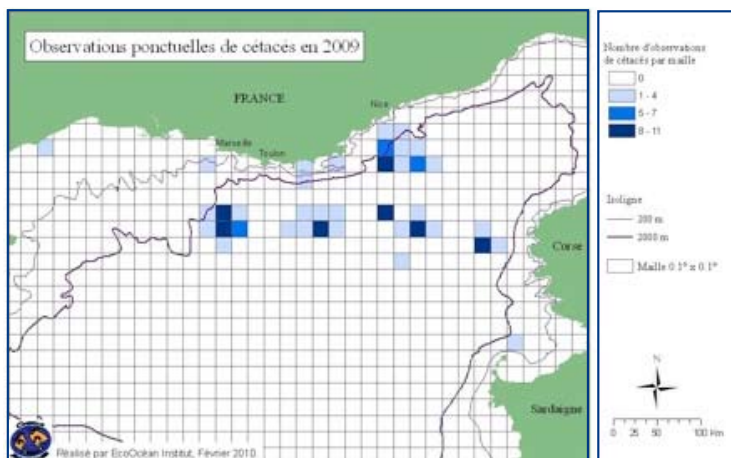 Observations ponctuelles de cétacés en 2009
FRANCE
Nice
Marseille
Toulon
Corse
Sardaigne
Réalisé par EcoOcéan Institut, Février 2010.
Nombre d'observations
de cétacés par maille
0
1 - 4
5 - 7
8 - 11
Isoligne
200 m
2000 m
Maille 0.1° x 0.1°
N
0 25 50 100 Km